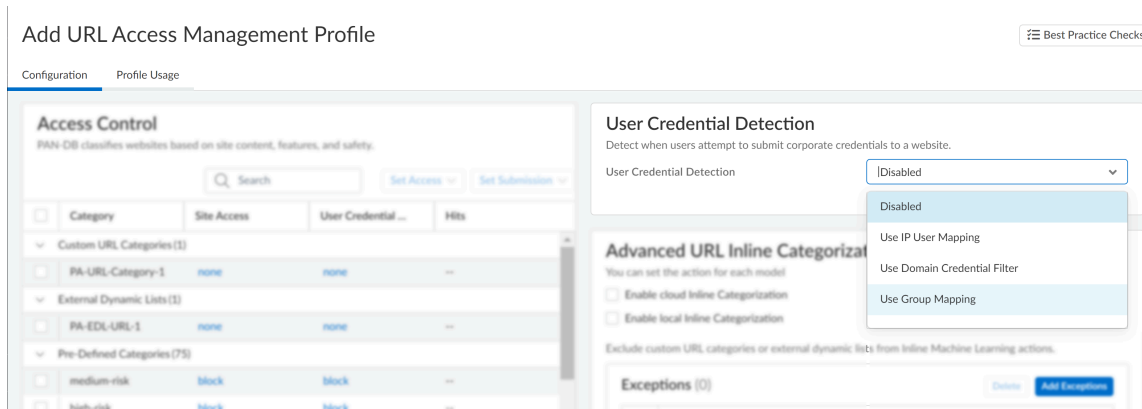 Add URL Access Management Profile
Best Practice Checks
Configuration Profile Usage
Access Control
PAN-DB classifies websites based on site content, features, and safety.
Search Set Access Set Submission
Category Site Access User Credential ... Hits
Custom URL Categories (1)
PA-URL-Category-1 none none --
External Dynamic Lists (1)
PA-EDL-URL-1 none none --
Pre-Defined Categories (75)
medium-risk block block --
high-risk block block --
User Credential Detection
Detect when users attempt to submit corporate credentials to a website.
User Credential Detection Disabled
Disabled
Use IP User Mapping
Use Domain Credential Filter
Use Group Mapping
Advanced URL Inline
You can set the action for each model
Enable cloud Inline Categorization
Enable local Inline Categorization
Exclude custom URL categories or external dynamic lists from Inline Machine Learning actions.
Exceptions (0) Delete Add Exceptions